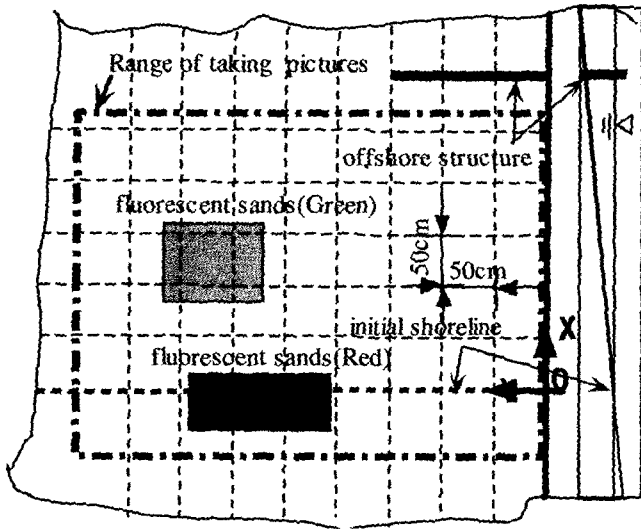 Range of taking pictures
offshore structure
fluorescent sands(Green)
50cm
50cm
initial shoreline
X
fluorescent sands(Red)
0